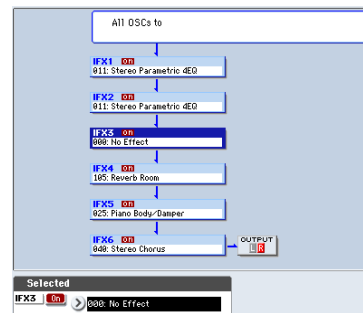 All OSCs to
IFX1 On
011: Stereo Parametric 4EQ
IFX2 On
011: Stereo Parametric 4EQ
IFX3 On
000: No Effect
IFX4 On
105: Reverb Room
IFX5 On
025: Piano Body/Damper
IFX6 On
040: Stereo Chorus
OUTPUT
L R
Selected
IFX3 On > 000: No Effect